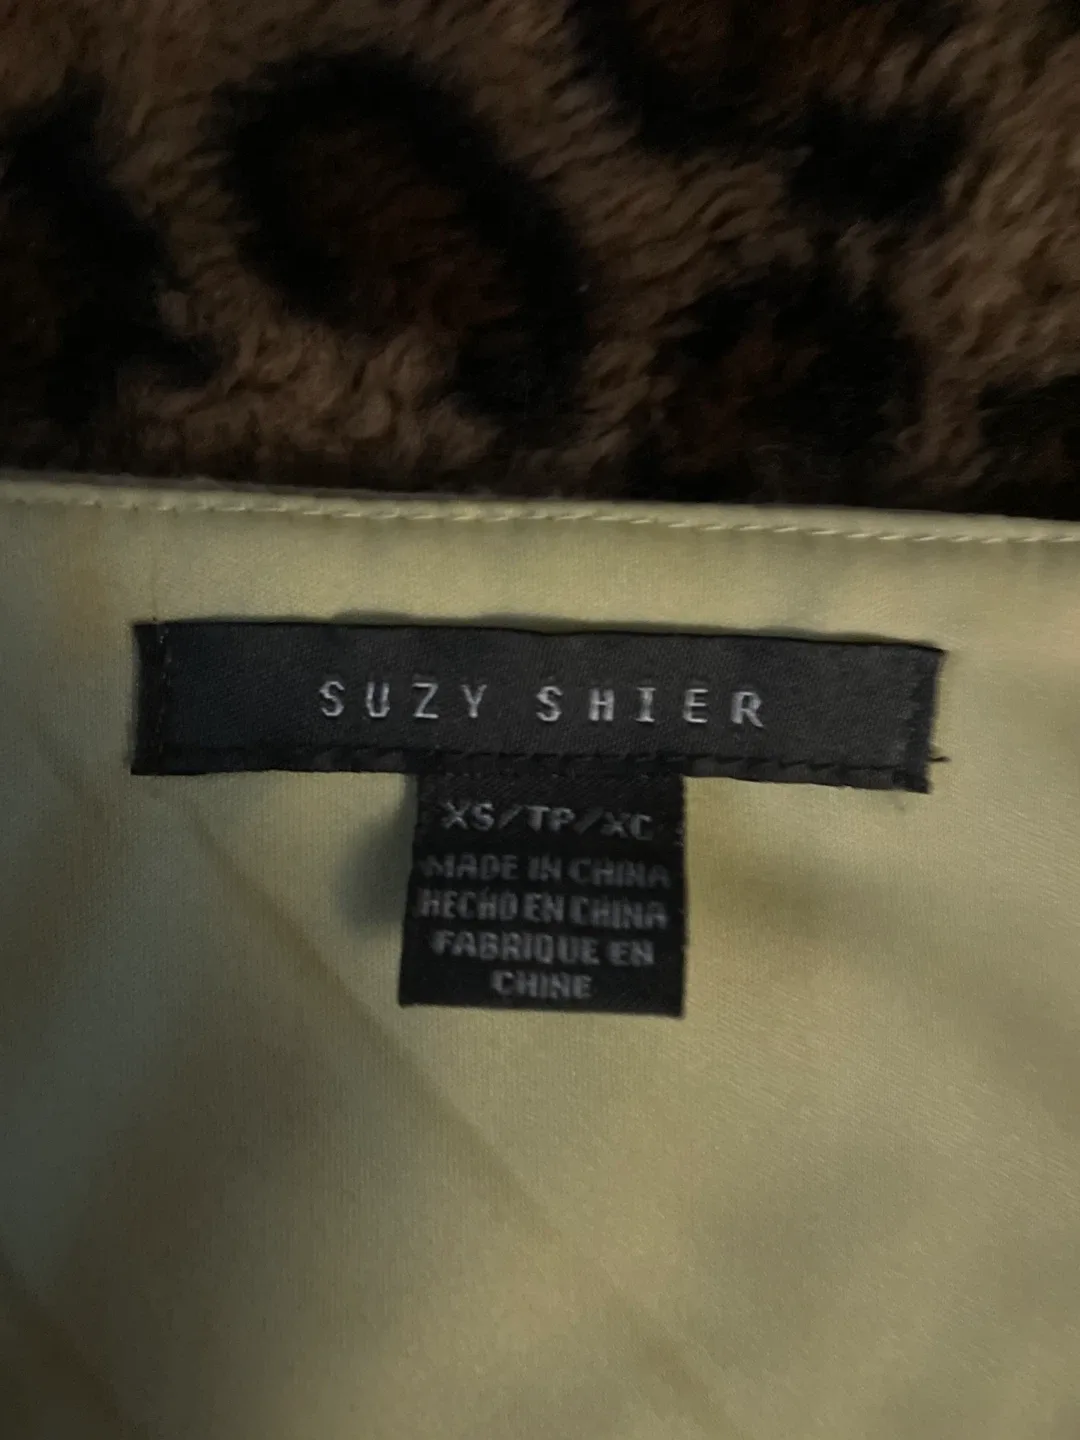 SUZY SHIER
XS/TP/XC
MADE IN CHINA
HECHO EN CHINA
FABRIQUE EN
CHINE